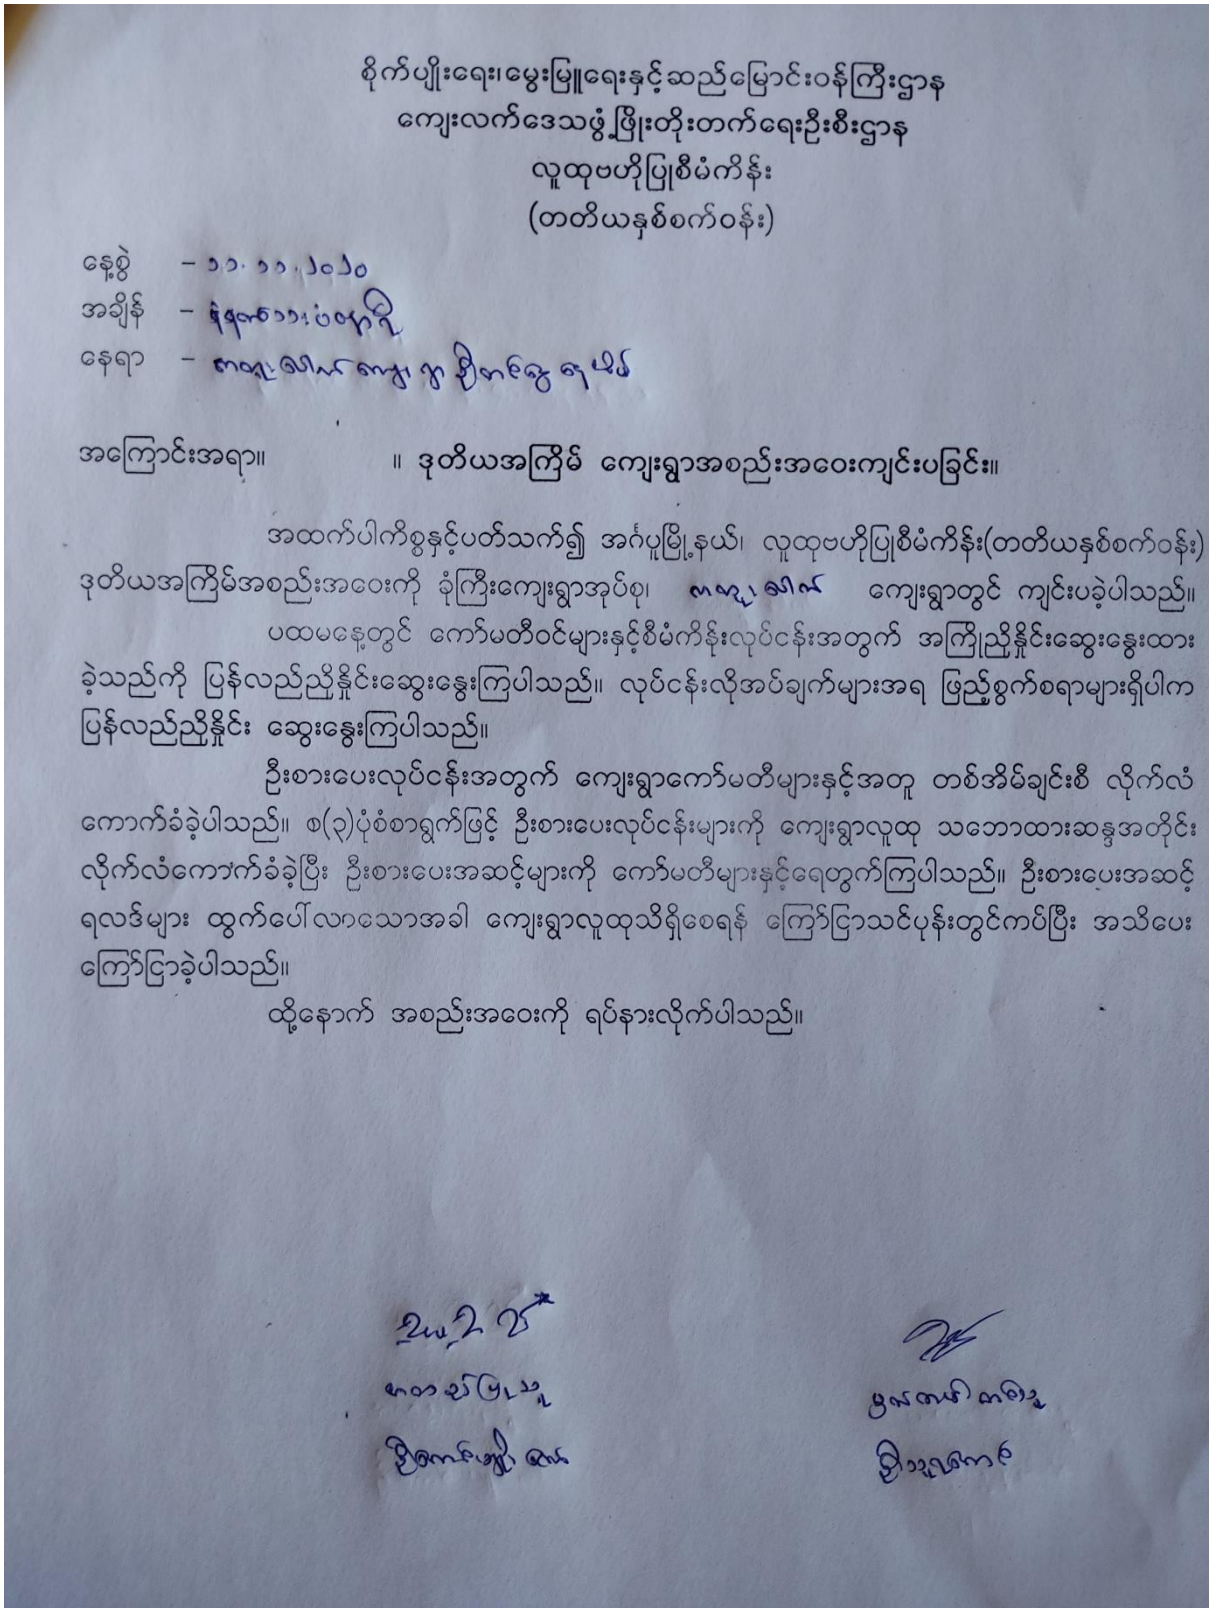 စိုက်ပျိုးရေး၊မွေးမြူရေးနှင့်ဆည်မြောင်းဝန်ကြီးဌာန
ကျေးလက်ဒေသဖွံ့ဖြိုးတိုးတက်ရေးဦးစီးဌာန
လူထုဗဟိုပြုစီမံကိန်း
(တတိယနှစ်စက်ဝန်း)
နေ့စွဲ - ၁၁.၁၁.၂၀၂၀
အချိန် -
နေရာ -
အကြောင်းအရာ။ ။ ဒုတိယအကြိမ် ကျေးရွာအစည်းအဝေးကျင်းပခြင်း။
အထက်ပါကိစ္စနှင့်ပတ်သက်၍ အင်္ဂပူမြို့နယ်၊ လူထုဗဟိုပြုစီမံကိန်း(တတိယနှစ်စက်ဝန်း)
ဒုတိယအကြိမ်အစည်းအဝေးကို ခုံကြီးကျေးရွာအုပ်စု၊ ကျေးရွာတွင် ကျင်းပခဲ့ပါသည်။
ပထမနေ့တွင် ကော်မတီဝင်များနှင့်စီမံကိန်းလုပ်ငန်းအတွက် အကြိုညှိနှိုင်းဆွေးနွေးထား
ခဲ့သည်ကို ပြန်လည်ညှိနှိုင်းဆွေးနွေးကြပါသည်။ လုပ်ငန်းလိုအပ်ချက်များအရ ဖြည့်စွက်စရာများရှိပါက
ပြန်လည်ညှိနှိုင်း ဆွေးနွေးကြပါသည်။
ဦးစားပေးလုပ်ငန်းအတွက် ကျေးရွာကော်မတီများနှင့်အတူ တစ်အိမ်ချင်းစီ လိုက်လံ
ကောက်ခံခဲ့ပါသည်။ စ(၃)ပုံစံစာရွက်ဖြင့် ဦးစားပေးလုပ်ငန်းများကို ကျေးရွာလူထု သဘောထားဆန္ဒအတိုင်း
လိုက်လံကောက်ခံခဲ့ပြီး ဦးစားပေးအဆင့်များကို ကော်မတီများနှင့်ရေတွက်ကြပါသည်။ ဦးစားပေးအဆင့်
ရလဒ်များ ထွက်ပေါ်လာသောအခါ ကျေးရွာလူထုသိရှိစေရန် ကြော်ငြာသင်ပုန်းတွင်ကပ်ပြီး အသိပေး
ကြော်ငြာခဲ့ပါသည်။
ထို့နောက် အစည်းအဝေးကို ရပ်နားလိုက်ပါသည်။